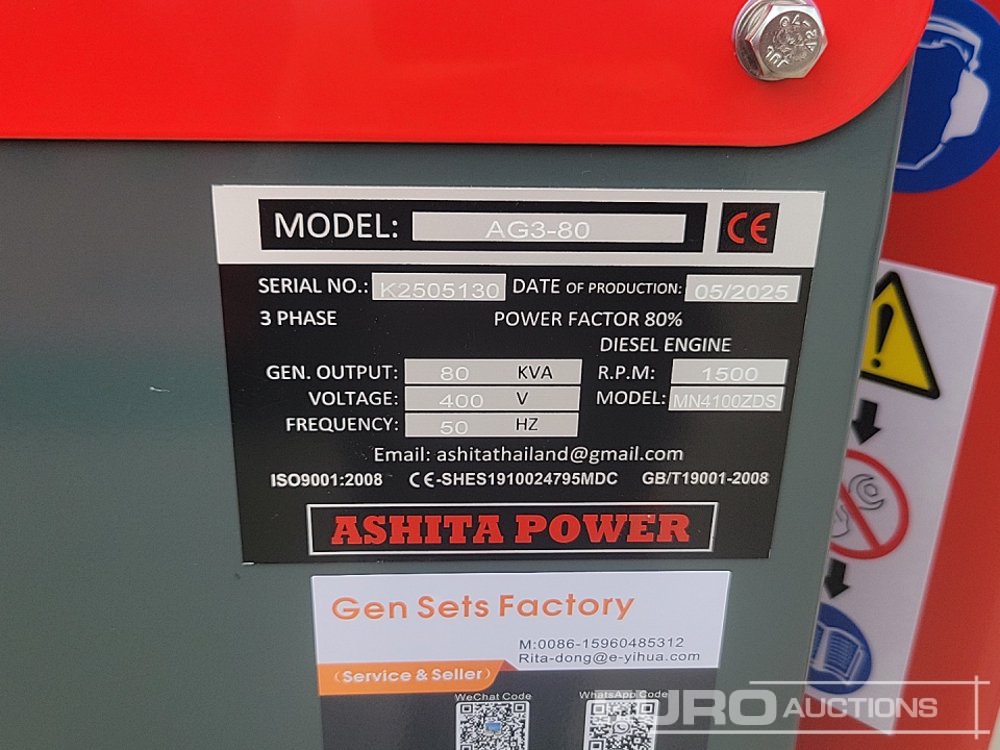 MODEL: AG3-80 CE
SERIAL NO.: K2505130 DATE OF PRODUCTION: 05/2025
3 PHASE POWER FACTOR 80%
DIESEL ENGINE
GEN. OUTPUT: 80 KVA R.P.M: 1500
VOLTAGE: 400 V MODEL: MN4100ZDS
FREQUENCY: 50 HZ
Email: ashitathailand@gmail.com
ISO9001:2008 CE-SHES1910024795MDC GB/T19001-2008
ASHITA POWER
Gen Sets Factory
M:0086-15960485312
Rita-dong@e-yihua.com
(Service & Seller)
WeChat Code WhatsApp Code
EURO AUCTIONS